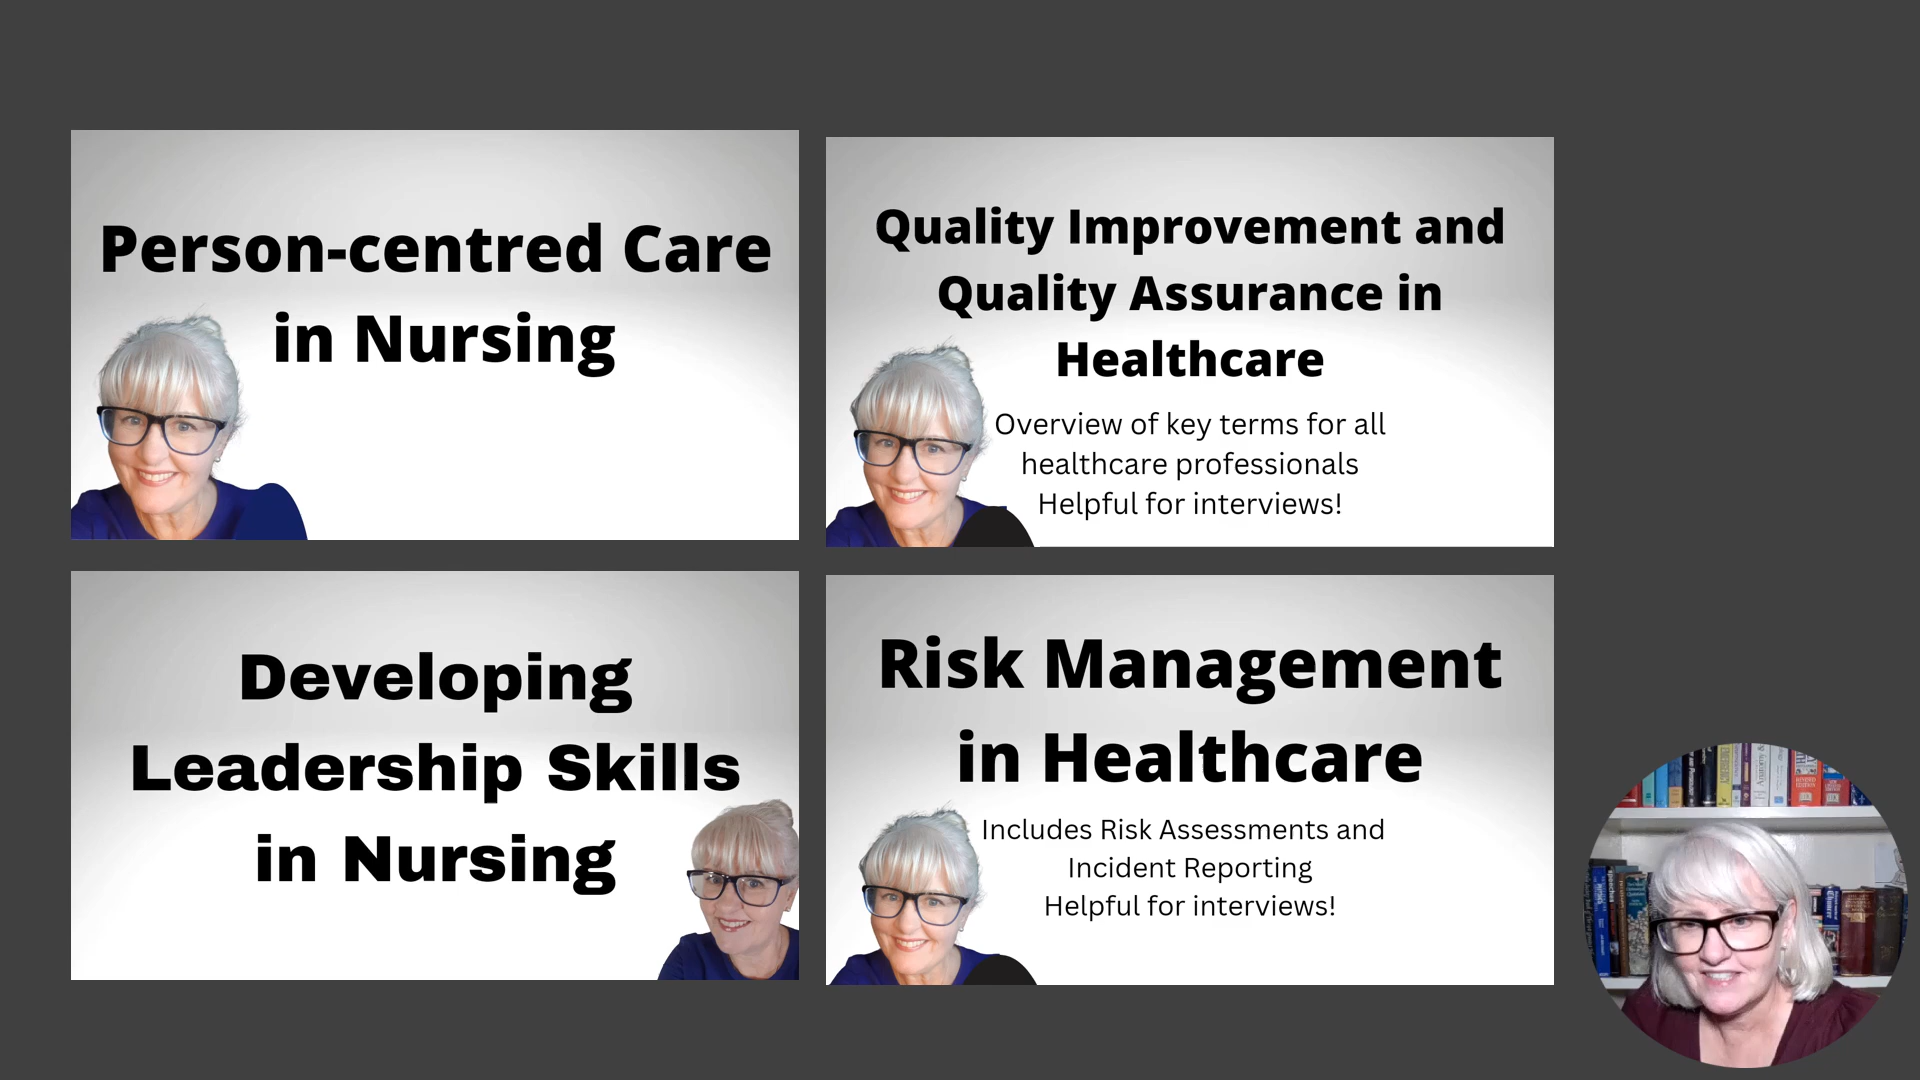 Person-centred Care
in Nursing
Quality Improvement and
Quality Assurance in
Healthcare
Overview of key terms for all
healthcare professionals
Helpful for interviews!
Developing
Leadership Skills
in Nursing
Risk Management
in Healthcare
Includes Risk Assessments and
Incident Reporting
Helpful for interviews!